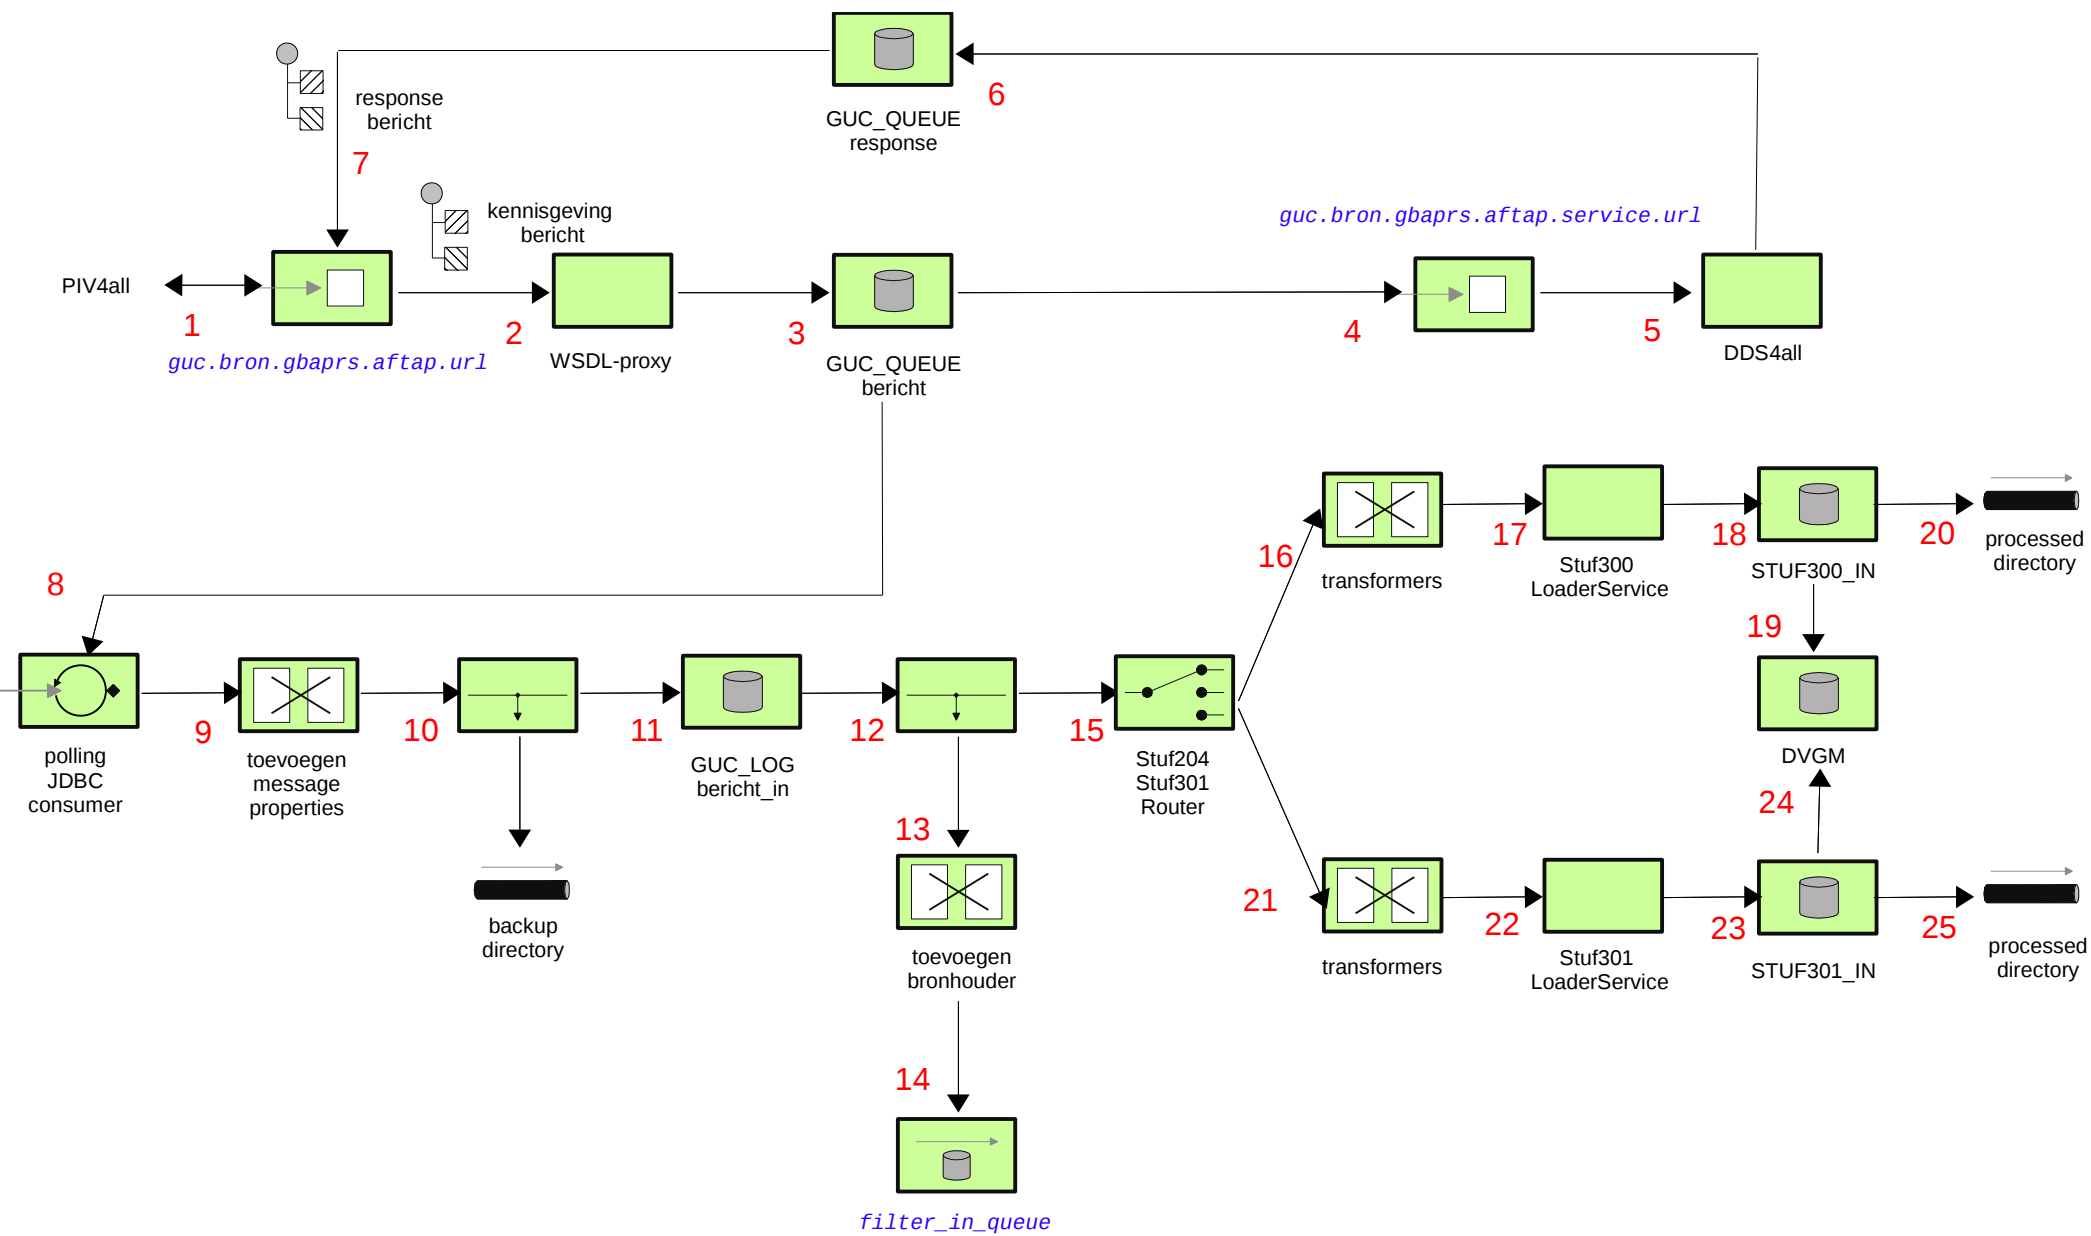 6
response
bericht
GUC_QUEUE
response
7
kennisgeving
bericht
guc.bron.gbaprs.aftap.service.url
PIV4all
1
2
3
4
5
guc.bron.gbaprs.aftap.url
WSDL-proxy
GUC_QUEUE
bericht
DDS4all
8
16
17
18
20
transformers
Stuf300
LoaderService
STUF300_IN
processed
directory
19
9
10
11
12
15
polling
JDBC
consumer
toevoegen
message
properties
GUC_LOG
bericht_in
Stuf204
Stuf301
Router
DVGM
24
13
backup
directory
21
22
23
25
toevoegen
bronhouder
transformers
Stuf301
LoaderService
STUF301_IN
processed
directory
14
filter_in_queue